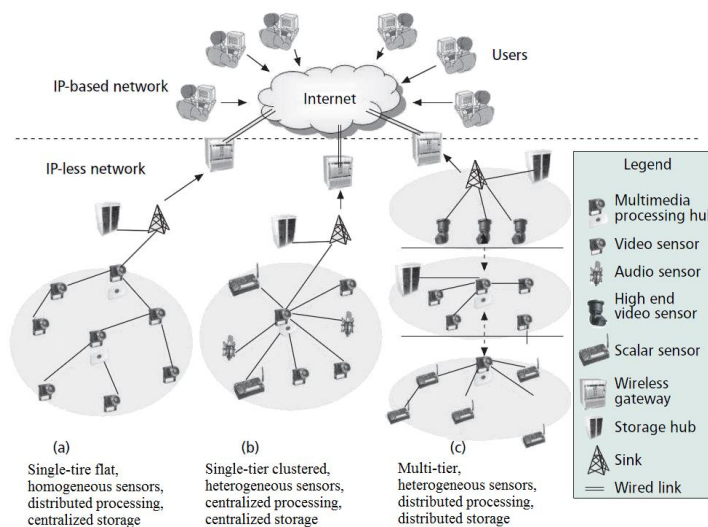 Users
IP-based network
Internet
IP-less network
Legend
Multimedia
processing hub
Video sensor
Audio sensor
High end
video sensor
Scalar sensor
Wireless
gateway
Storage hub
Sink
Wired link
(a)
Single-tire flat,
homogeneous sensors,
distributed processing,
centralized storage
(b)
Single-tier clustered,
heterogeneous sensors,
centralized processing,
centralized storage
(c)
Multi-tier,
heterogeneous sensors,
distributed processing,
distributed storage